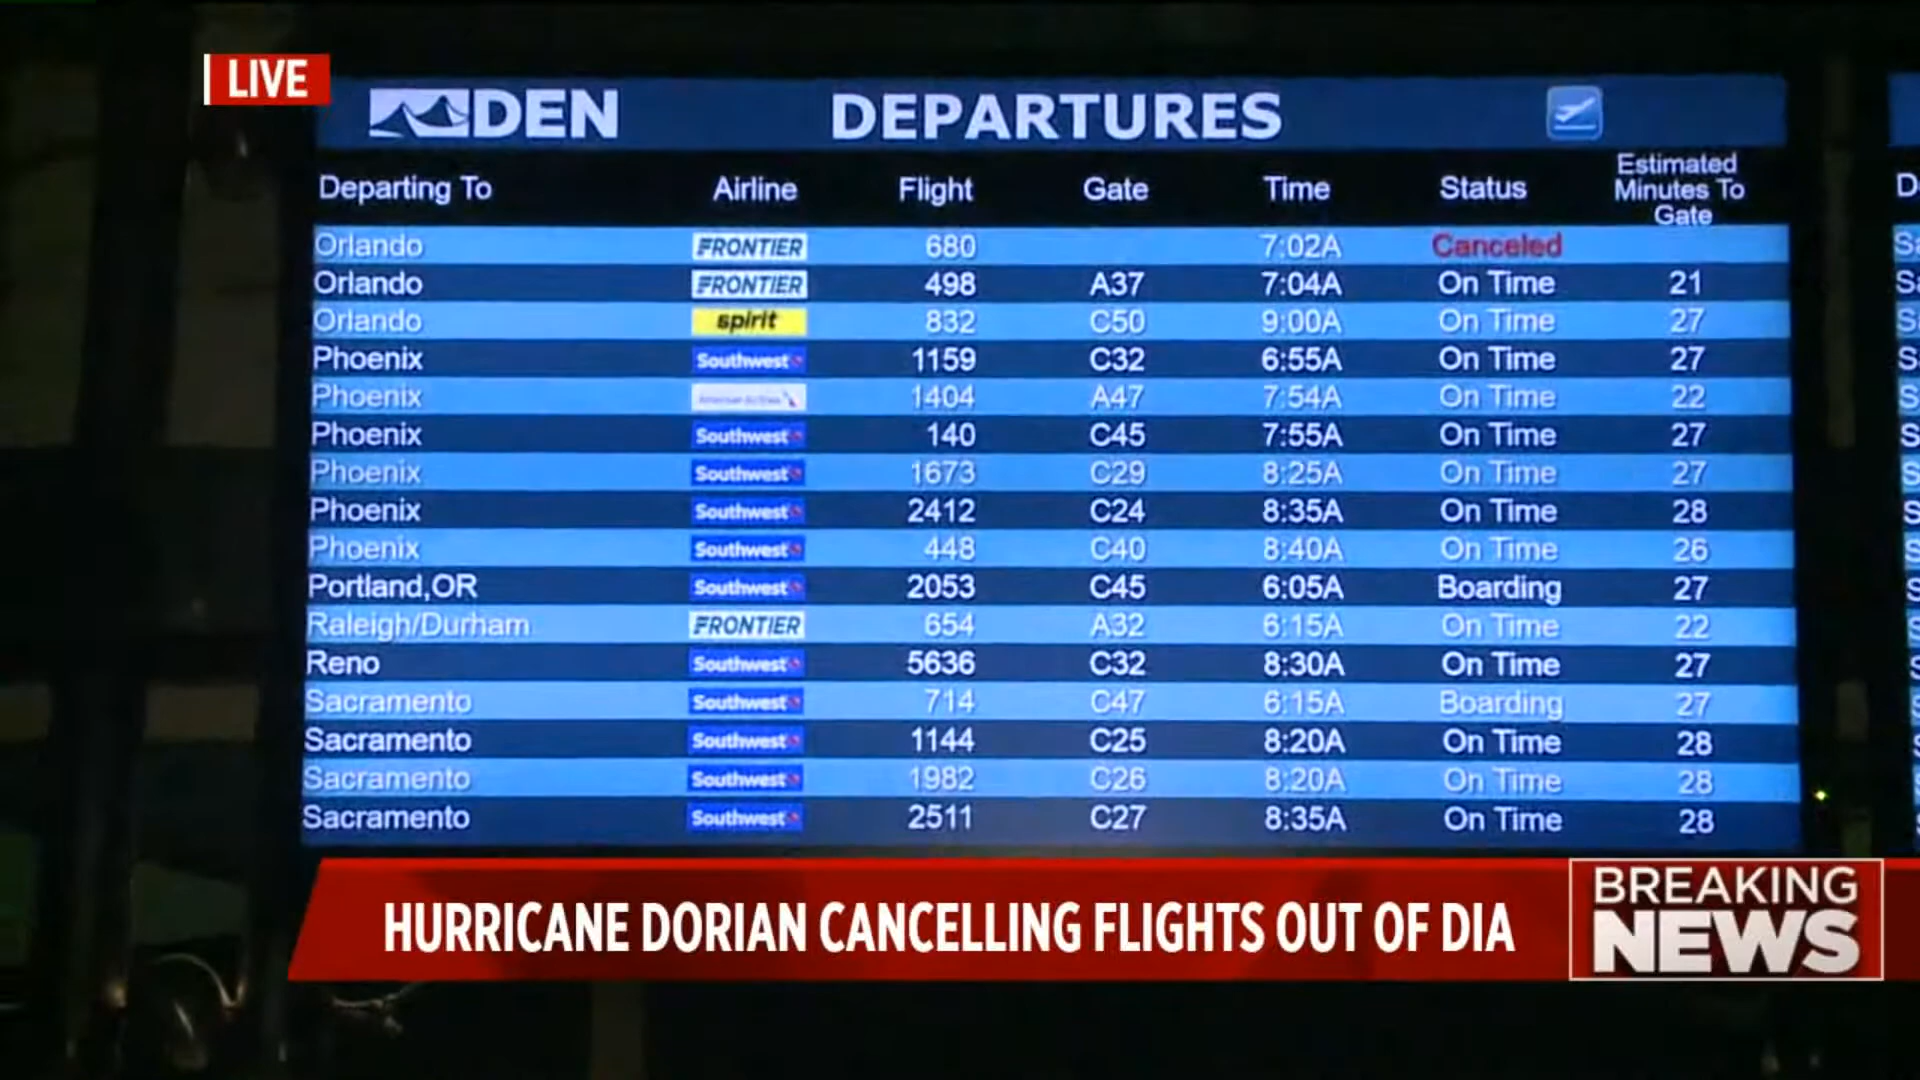 LIVE
DEN DEPARTURES
Departing To Airline Flight Gate Time Status Estimated Minutes To Gate
Orlando FRONTIER 680 7:02A Canceled
Orlando FRONTIER 498 A37 7:04A On Time 21
Orlando spirit 832 C50 9:00A On Time 27
Phoenix Southwest 1159 C32 6:55A On Time 27
Phoenix American Airlines 1404 A47 7:54A On Time 22
Phoenix Southwest 140 C45 7:55A On Time 27
Phoenix Southwest 1673 C29 8:25A On Time 27
Phoenix Southwest 2412 C24 8:35A On Time 28
Phoenix Southwest 448 C40 8:40A On Time 26
Portland,OR Southwest 2053 C45 6:05A Boarding 27
Raleigh/Durham FRONTIER 654 A32 6:15A On Time 22
Reno Southwest 5636 C32 8:30A On Time 27
Sacramento Southwest 714 C47 6:15A Boarding 27
Sacramento Southwest 1144 C25 8:20A On Time 28
Sacramento Southwest 1982 C26 8:20A On Time 28
Sacramento Southwest 2511 C27 8:35A On Time 28
HURRICANE DORIAN CANCELLING FLIGHTS OUT OF DIA
BREAKING
NEWS